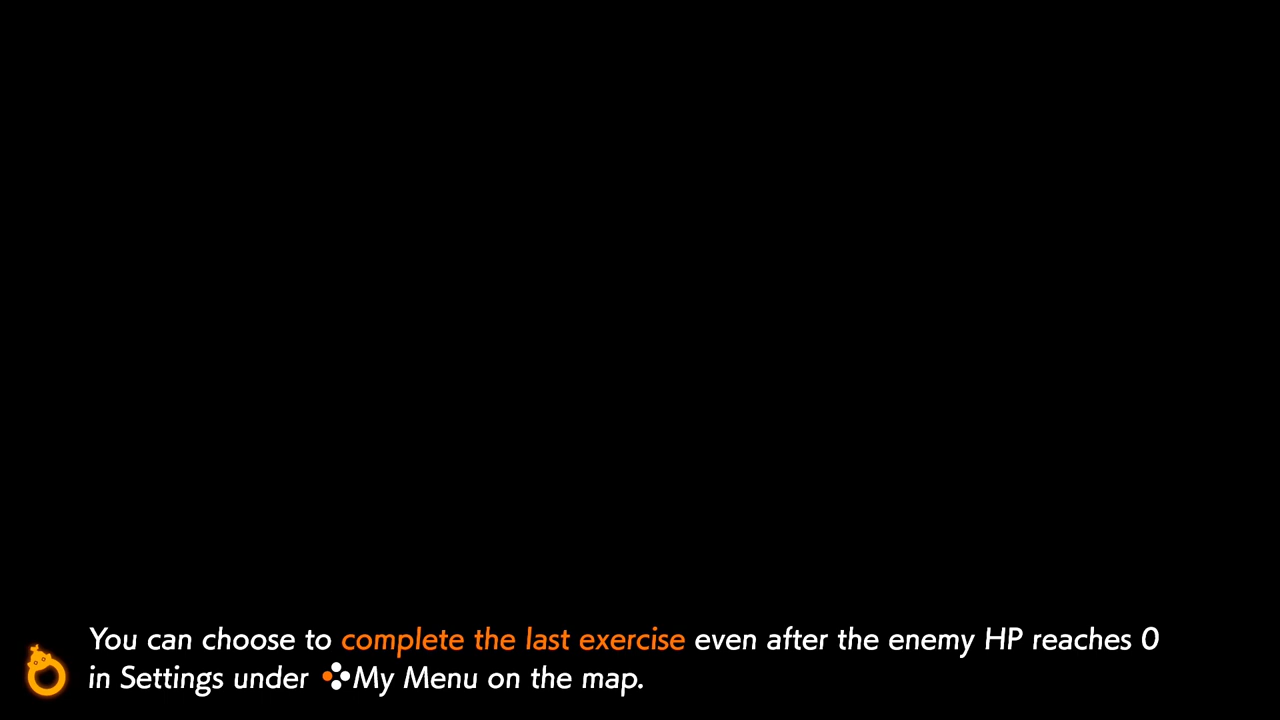 You can choose to complete the last exercise even after the enemy HP reaches 0
in Settings under My Menu on the map.